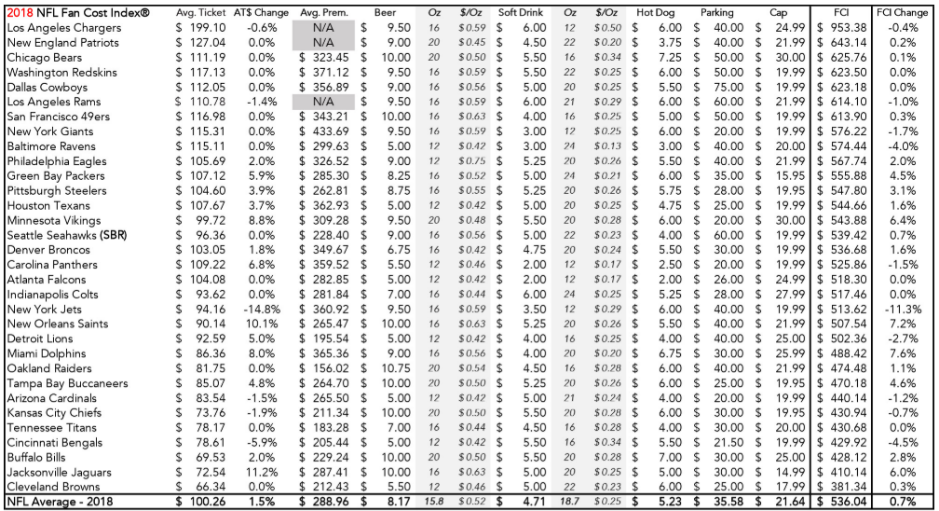 2018 NFL Fan Cost Index® Avg. Ticket AT$ Change Avg. Prem. Beer Oz $/Oz Soft Drink Oz $/Oz Hot Dog Parking Cap FCI FCI Change
Los Angeles Chargers $ 199.10 -0.6% N/A $ 9.50 16 $0.59 $ 6.00 12 $0.50 $ 6.00 $ 40.00 $ 24.99 $ 953.38 -0.4%
New England Patriots $ 127.04 0.0% N/A $ 9.00 20 $0.45 $ 4.50 22 $0.20 $ 3.75 $ 40.00 $ 21.99 $ 643.14 0.2%
Chicago Bears $ 111.19 0.0% $ 323.45 $ 10.00 20 $0.50 $ 5.50 16 $0.34 $ 7.25 $ 50.00 $ 30.00 $ 625.76 0.1%
Washington Redskins $ 117.13 0.0% $ 371.12 $ 9.50 16 $0.59 $ 5.50 22 $0.25 $ 6.00 $ 50.00 $ 19.99 $ 623.50 0.0%
Dallas Cowboys $ 112.05 0.0% $ 356.89 $ 9.00 16 $0.56 $ 5.00 20 $0.25 $ 5.50 $ 75.00 $ 19.99 $ 623.18 0.0%
Los Angeles Rams $ 110.78 -1.4% N/A $ 9.50 16 $0.59 $ 6.00 21 $0.29 $ 6.00 $ 60.00 $ 21.99 $ 614.10 -1.0%
San Francisco 49ers $ 116.98 0.0% $ 343.21 $ 10.00 16 $0.63 $ 4.00 16 $0.25 $ 5.00 $ 50.00 $ 19.99 $ 613.90 0.3%
New York Giants $ 115.31 0.0% $ 433.69 $ 9.50 16 $0.59 $ 3.00 12 $0.25 $ 6.00 $ 20.00 $ 19.99 $ 576.22 -1.7%
Baltimore Ravens $ 115.11 0.0% $ 299.63 $ 5.00 12 $0.42 $ 3.00 24 $0.13 $ 3.00 $ 40.00 $ 20.00 $ 574.44 -4.0%
Philadelphia Eagles $ 105.69 2.0% $ 326.52 $ 9.00 12 $0.75 $ 5.25 20 $0.26 $ 5.50 $ 40.00 $ 21.99 $ 567.74 2.0%
Green Bay Packers $ 107.12 5.9% $ 285.30 $ 8.25 16 $0.52 $ 5.00 24 $0.21 $ 6.00 $ 35.00 $ 15.95 $ 555.88 4.5%
Pittsburgh Steelers $ 104.60 3.9% $ 262.81 $ 8.75 16 $0.55 $ 5.25 20 $0.26 $ 5.75 $ 28.00 $ 19.95 $ 547.80 3.1%
Houston Texans $ 107.67 3.7% $ 362.93 $ 5.00 12 $0.42 $ 5.00 20 $0.25 $ 4.75 $ 25.00 $ 19.99 $ 544.66 1.6%
Minnesota Vikings $ 99.72 8.8% $ 309.28 $ 9.50 20 $0.48 $ 5.50 20 $0.28 $ 6.00 $ 20.00 $ 30.00 $ 543.88 6.4%
Seattle Seahawks (SBR) $ 96.36 0.0% $ 228.40 $ 9.00 16 $0.56 $ 5.00 22 $0.23 $ 4.00 $ 60.00 $ 19.99 $ 539.42 0.7%
Denver Broncos $ 103.05 1.8% $ 349.67 $ 6.75 16 $0.42 $ 4.75 20 $0.24 $ 5.50 $ 30.00 $ 19.99 $ 536.68 1.6%
Carolina Panthers $ 109.22 6.8% $ 359.52 $ 5.50 12 $0.46 $ 2.00 12 $0.17 $ 2.50 $ 20.00 $ 19.99 $ 525.86 -1.5%
Atlanta Falcons $ 104.08 0.0% $ 282.85 $ 5.00 12 $0.42 $ 2.00 12 $0.17 $ 2.00 $ 26.00 $ 24.99 $ 518.30 0.0%
Indianapolis Colts $ 93.62 0.0% $ 281.84 $ 7.00 16 $0.44 $ 6.00 24 $0.25 $ 5.25 $ 28.00 $ 27.99 $ 517.46 0.0%
New York Jets $ 94.16 -14.8% $ 360.92 $ 9.50 16 $0.59 $ 3.50 12 $0.29 $ 6.00 $ 40.00 $ 19.99 $ 513.62 -11.3%
New Orleans Saints $ 90.14 10.1% $ 265.47 $ 10.00 16 $0.63 $ 5.25 20 $0.26 $ 5.50 $ 40.00 $ 21.99 $ 507.54 7.2%
Detroit Lions $ 92.59 5.0% $ 195.54 $ 5.00 12 $0.42 $ 4.00 16 $0.25 $ 4.00 $ 40.00 $ 25.00 $ 502.36 -2.7%
Miami Dolphins $ 86.36 8.0% $ 365.36 $ 9.00 16 $0.56 $ 4.00 20 $0.20 $ 6.75 $ 30.00 $ 25.99 $ 488.42 7.6%
Oakland Raiders $ 81.75 0.0% $ 156.02 $ 10.75 20 $0.54 $ 4.50 16 $0.28 $ 6.00 $ 40.00 $ 21.99 $ 474.48 1.1%
Tampa Bay Buccaneers $ 85.07 4.8% $ 264.70 $ 10.00 20 $0.50 $ 5.25 20 $0.26 $ 6.00 $ 25.00 $ 19.95 $ 470.18 4.6%
Arizona Cardinals $ 83.54 -1.5% $ 265.50 $ 5.00 12 $0.42 $ 5.00 21 $0.24 $ 4.00 $ 20.00 $ 19.99 $ 440.14 -1.2%
Kansas City Chiefs $ 73.76 -1.9% $ 211.34 $ 10.00 20 $0.50 $ 5.50 20 $0.28 $ 6.00 $ 30.00 $ 19.95 $ 430.94 -0.7%
Tennessee Titans $ 78.17 0.0% $ 183.28 $ 7.00 16 $0.44 $ 4.50 16 $0.28 $ 4.00 $ 30.00 $ 20.00 $ 430.68 0.0%
Cincinnati Bengals $ 78.61 -5.9% $ 205.44 $ 5.00 12 $0.42 $ 5.50 16 $0.34 $ 5.50 $ 21.50 $ 19.99 $ 429.92 -4.5%
Buffalo Bills $ 69.53 2.0% $ 229.24 $ 10.00 20 $0.50 $ 5.50 20 $0.28 $ 7.00 $ 30.00 $ 25.00 $ 428.12 2.8%
Jacksonville Jaguars $ 72.54 11.2% $ 287.41 $ 10.00 16 $0.63 $ 5.00 20 $0.25 $ 5.00 $ 30.00 $ 14.99 $ 410.14 6.0%
Cleveland Browns $ 66.34 0.0% $ 212.43 $ 5.50 12 $0.46 $ 5.00 22 $0.23 $ 6.00 $ 25.00 $ 17.99 $ 381.34 0.3%
NFL Average - 2018 $ 100.26 1.5% $ 288.96 $ 8.17 15.8 $0.52 $ 4.71 18.7 $0.25 $ 5.23 $ 35.58 $ 21.64 $ 536.04 0.7%